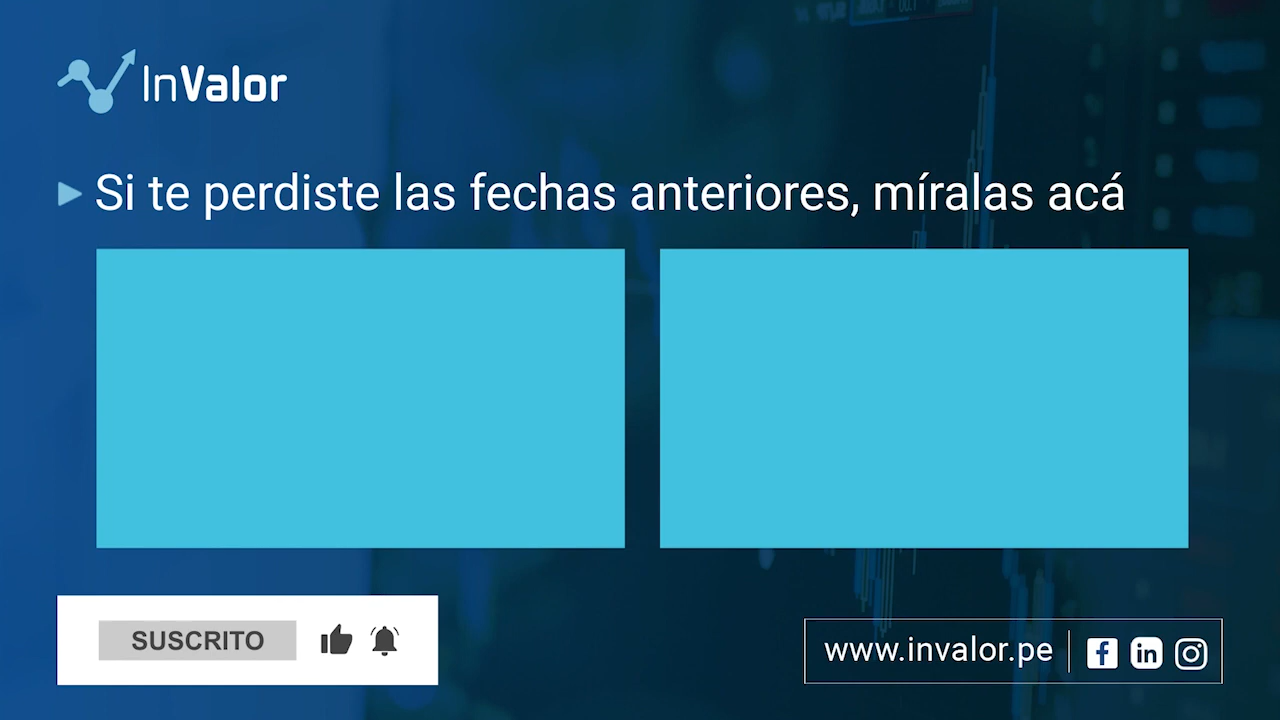 InValor
Si te perdiste las fechas anteriores, míralas acá
SUSCRITO
www.invalor.pe